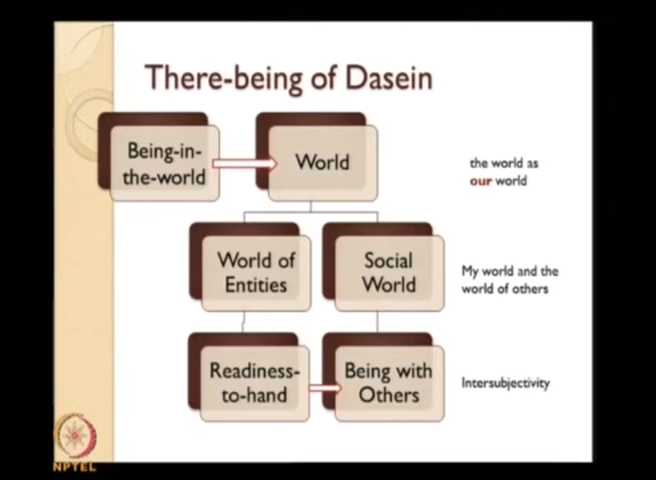 There-being of Dasein
Being-in-
the-world
World
the world as
our world
World of
Entities
Social
World
My world and the
world of others
Readiness-
to-hand
Being with
Others
Intersubjectivity
NPTEL